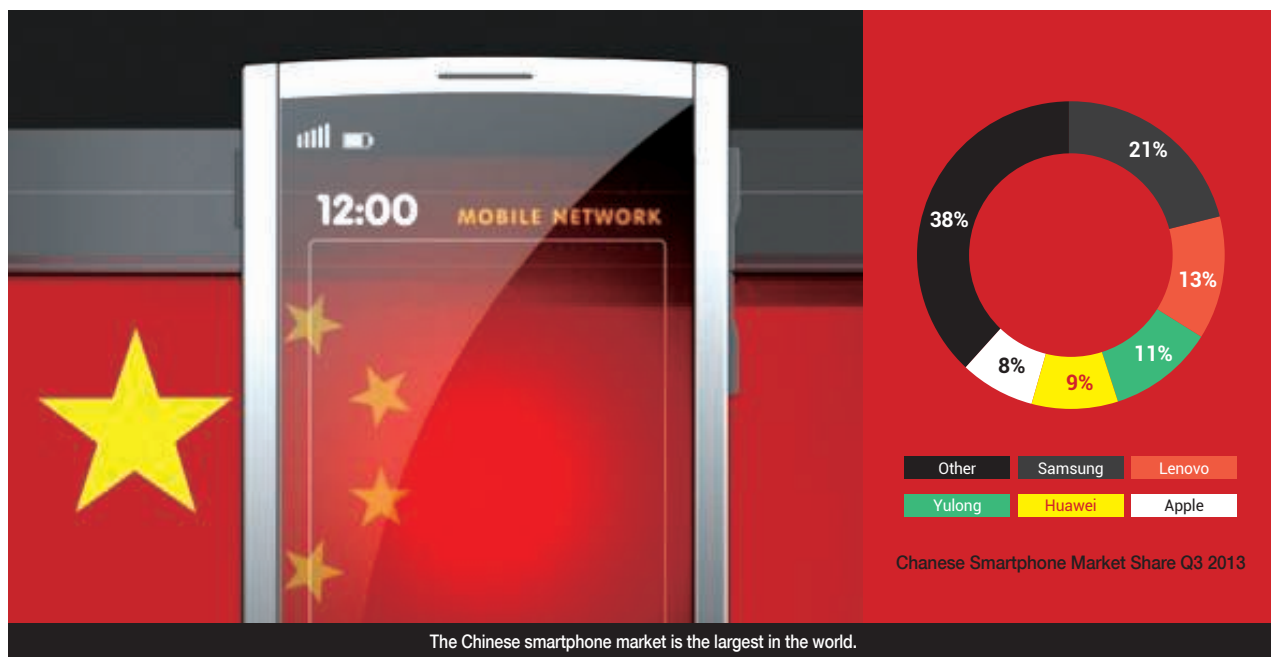 12:00 MOBILE NETWORK
21%
38%
13%
11%
8%
9%
Other Samsung Lenovo
Yulong Huawei Apple
Chanese Smartphone Market Share Q3 2013
The Chinese smartphone market is the largest in the world.